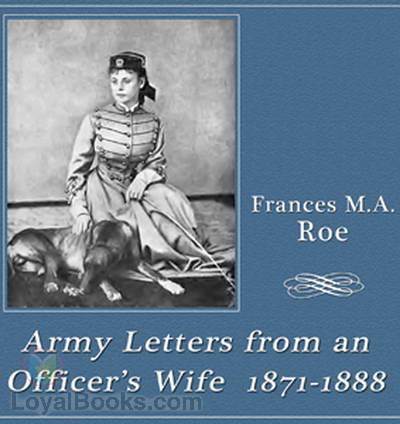 Frances M.A.
Roe
Army Letters from an
Officer's Wife 1871-1888
LoyalBooks.com